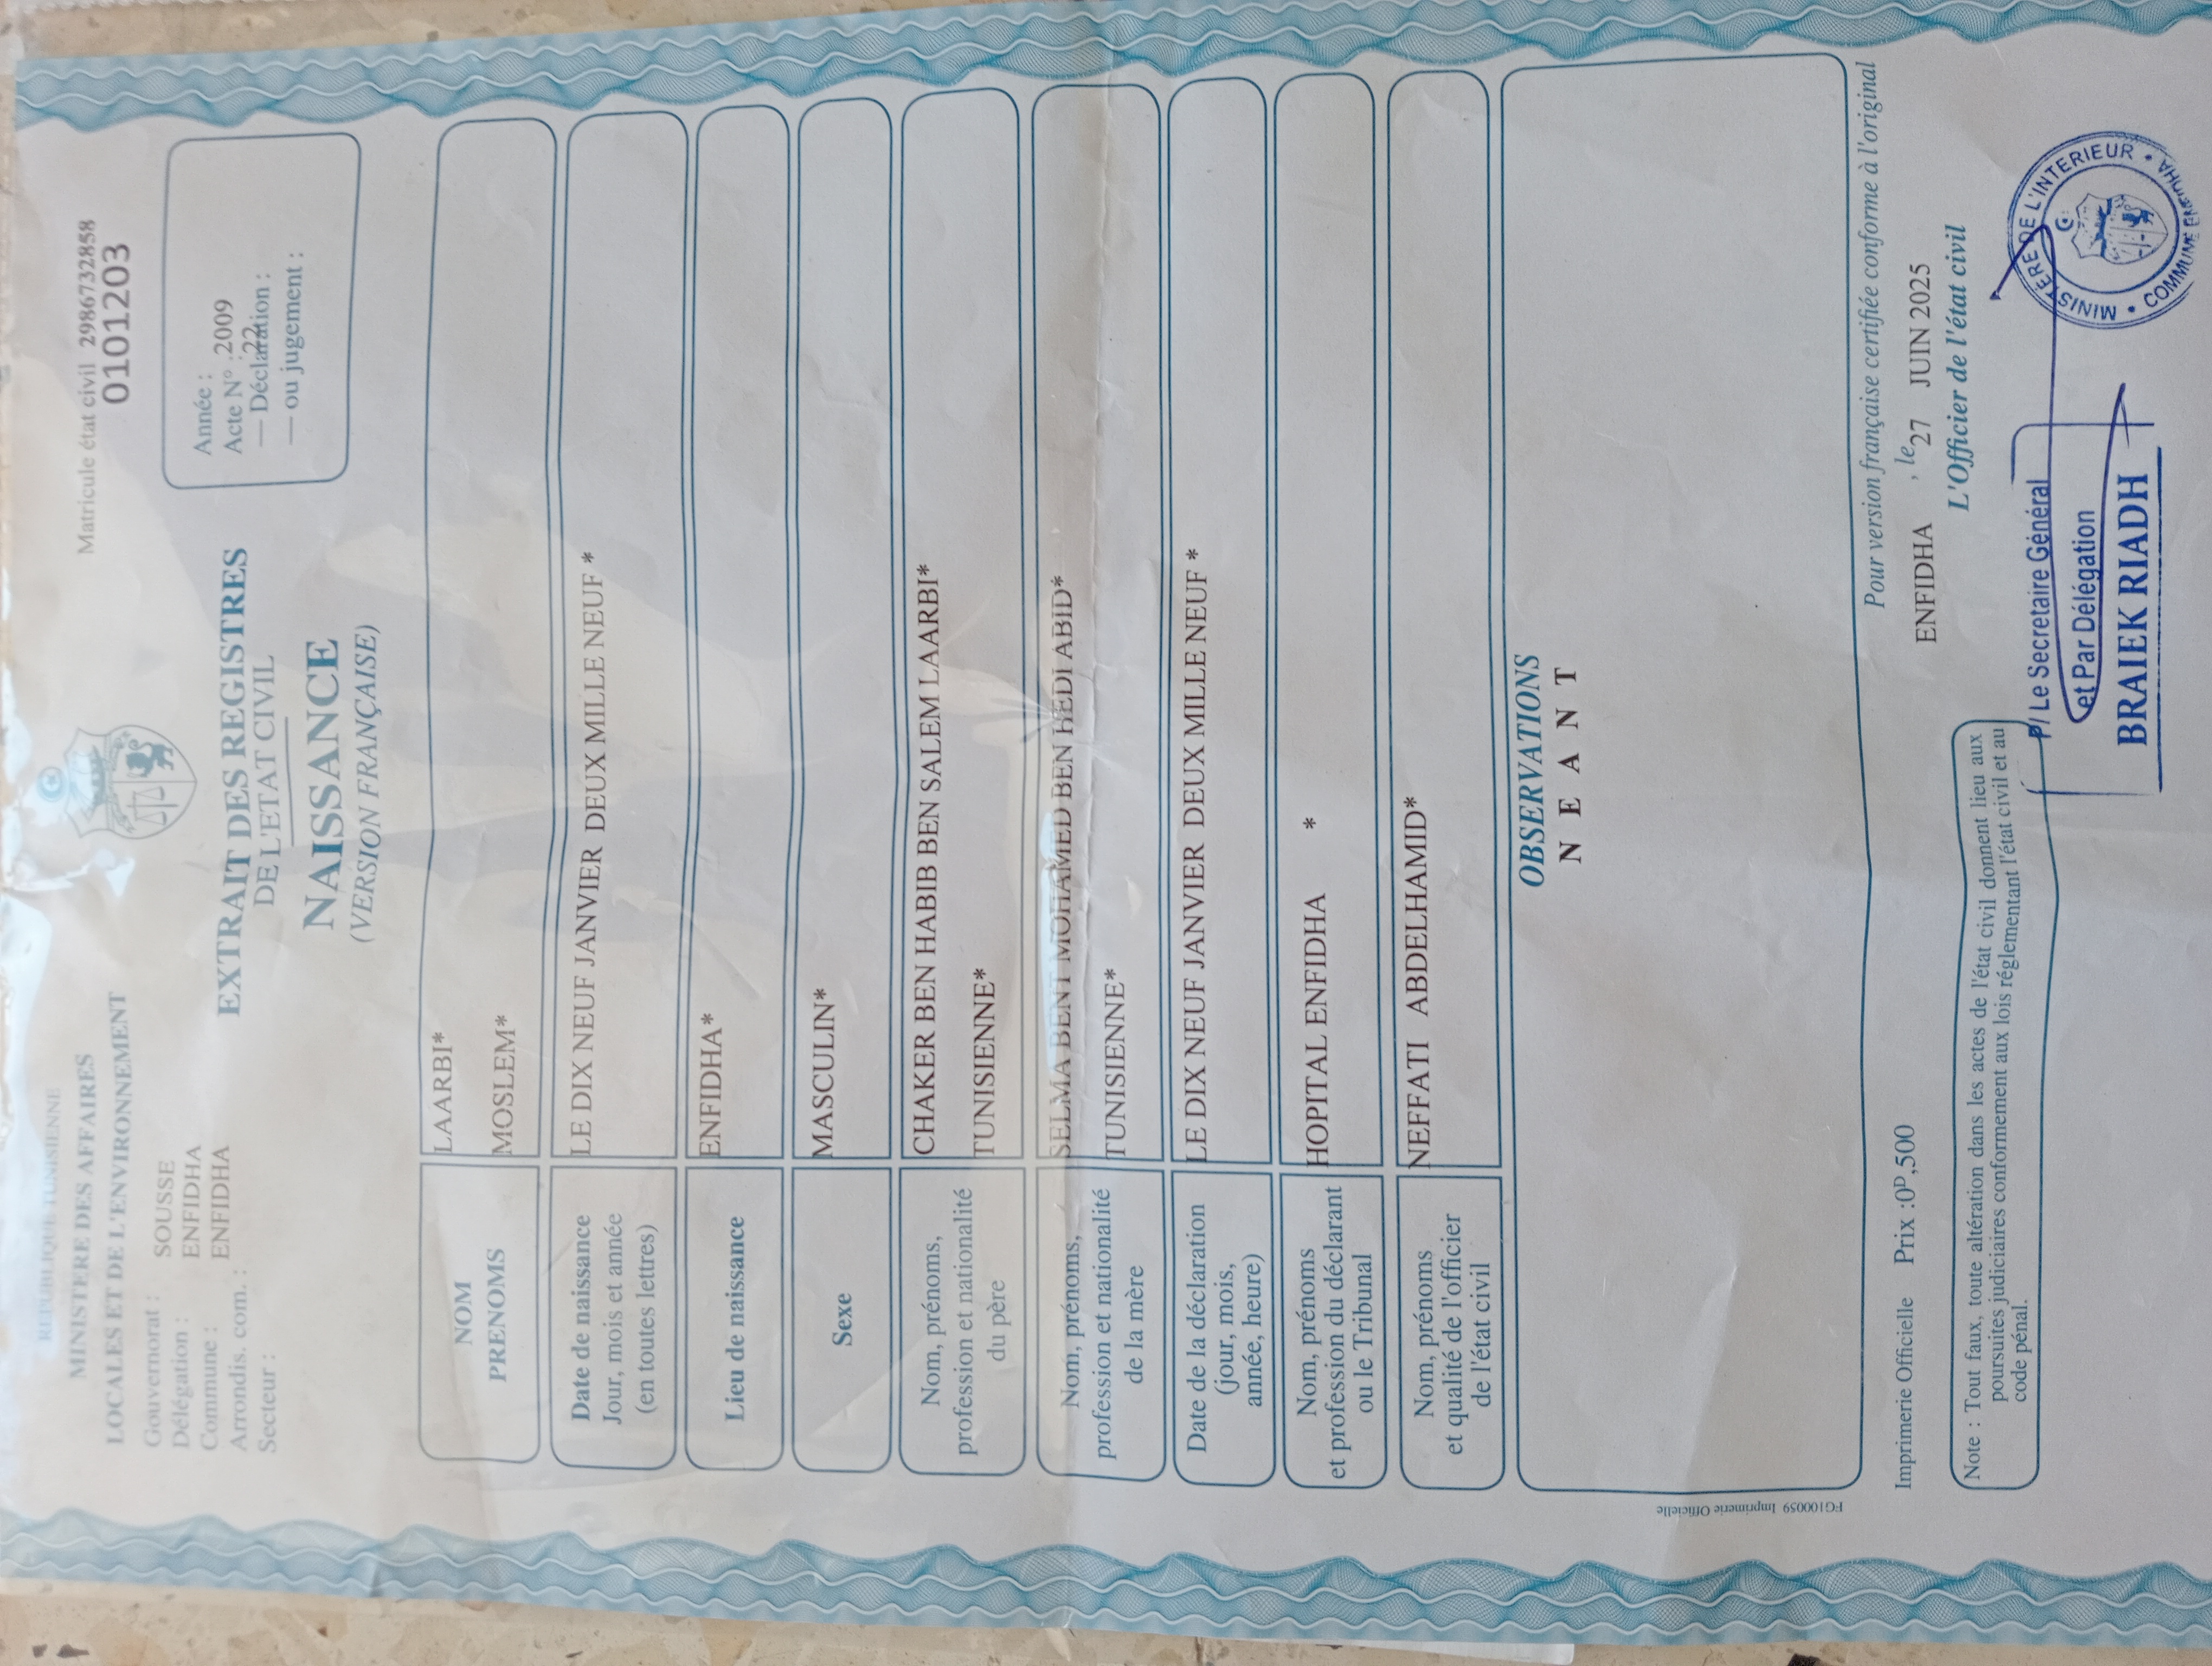 REPUBLIQUE TUNISIENNE
MINISTERE DES AFFAIRES
LOCALES ET DE L'ENVIRONNEMENT
Gouvernorat : SOUSSE
Délégation : ENFIDHA
Commune : ENFIDHA
Arrondis. com. :
Secteur :
Matricule état civil 2986732858
0101203
EXTRAIT DES REGISTRES
DE L'ETAT CIVIL
NAISSANCE
(VERSION FRANÇAISE)
Année : 2009
Acte N° : 22
— Déclaration :
— ou jugement :
NOM LAARBI*
PRENOMS MOSLEM*
Date de naissance
Jour, mois et année
(en toutes lettres)
LE DIX NEUF JANVIER DEUX MILLE NEUF *
Lieu de naissance ENFIDHA*
Sexe MASCULIN*
Nom, prénoms,
profession et nationalité
du père
CHAKER BEN HABIB BEN SALEM LAARBI*
TUNISIENNE*
Nom, prénoms,
profession et nationalité
de la mère
SELMA BENT MOHAMED BEN HEDI ABID*
TUNISIENNE*
Date de la déclaration
(jour, mois,
année, heure)
LE DIX NEUF JANVIER DEUX MILLE NEUF *
Nom, prénoms
et profession du déclarant
ou le Tribunal
HOPITAL ENFIDHA *
Nom, prénoms
et qualité de l'officier
de l'état civil
NEFFATI ABDELHAMID*
OBSERVATIONS
N E A N T
FG100059 Imprimerie Officielle
Pour version française certifiée conforme à l'original
Imprimerie Officielle Prix :0D,500
ENFIDHA , le 27 JUIN 2025
L'Officier de l'état civil
Note : Tout faux, toute altération dans les actes de l'état civil donnent lieu aux
poursuites judiciaires conformement aux lois réglementant l'état civil et au
code pénal.
P/ Le Secretaire Général
et Par Délégation
BRAIEK RIADH
MINISTERE DE L'INTERIEUR • COMMUNE ENFIDHA •